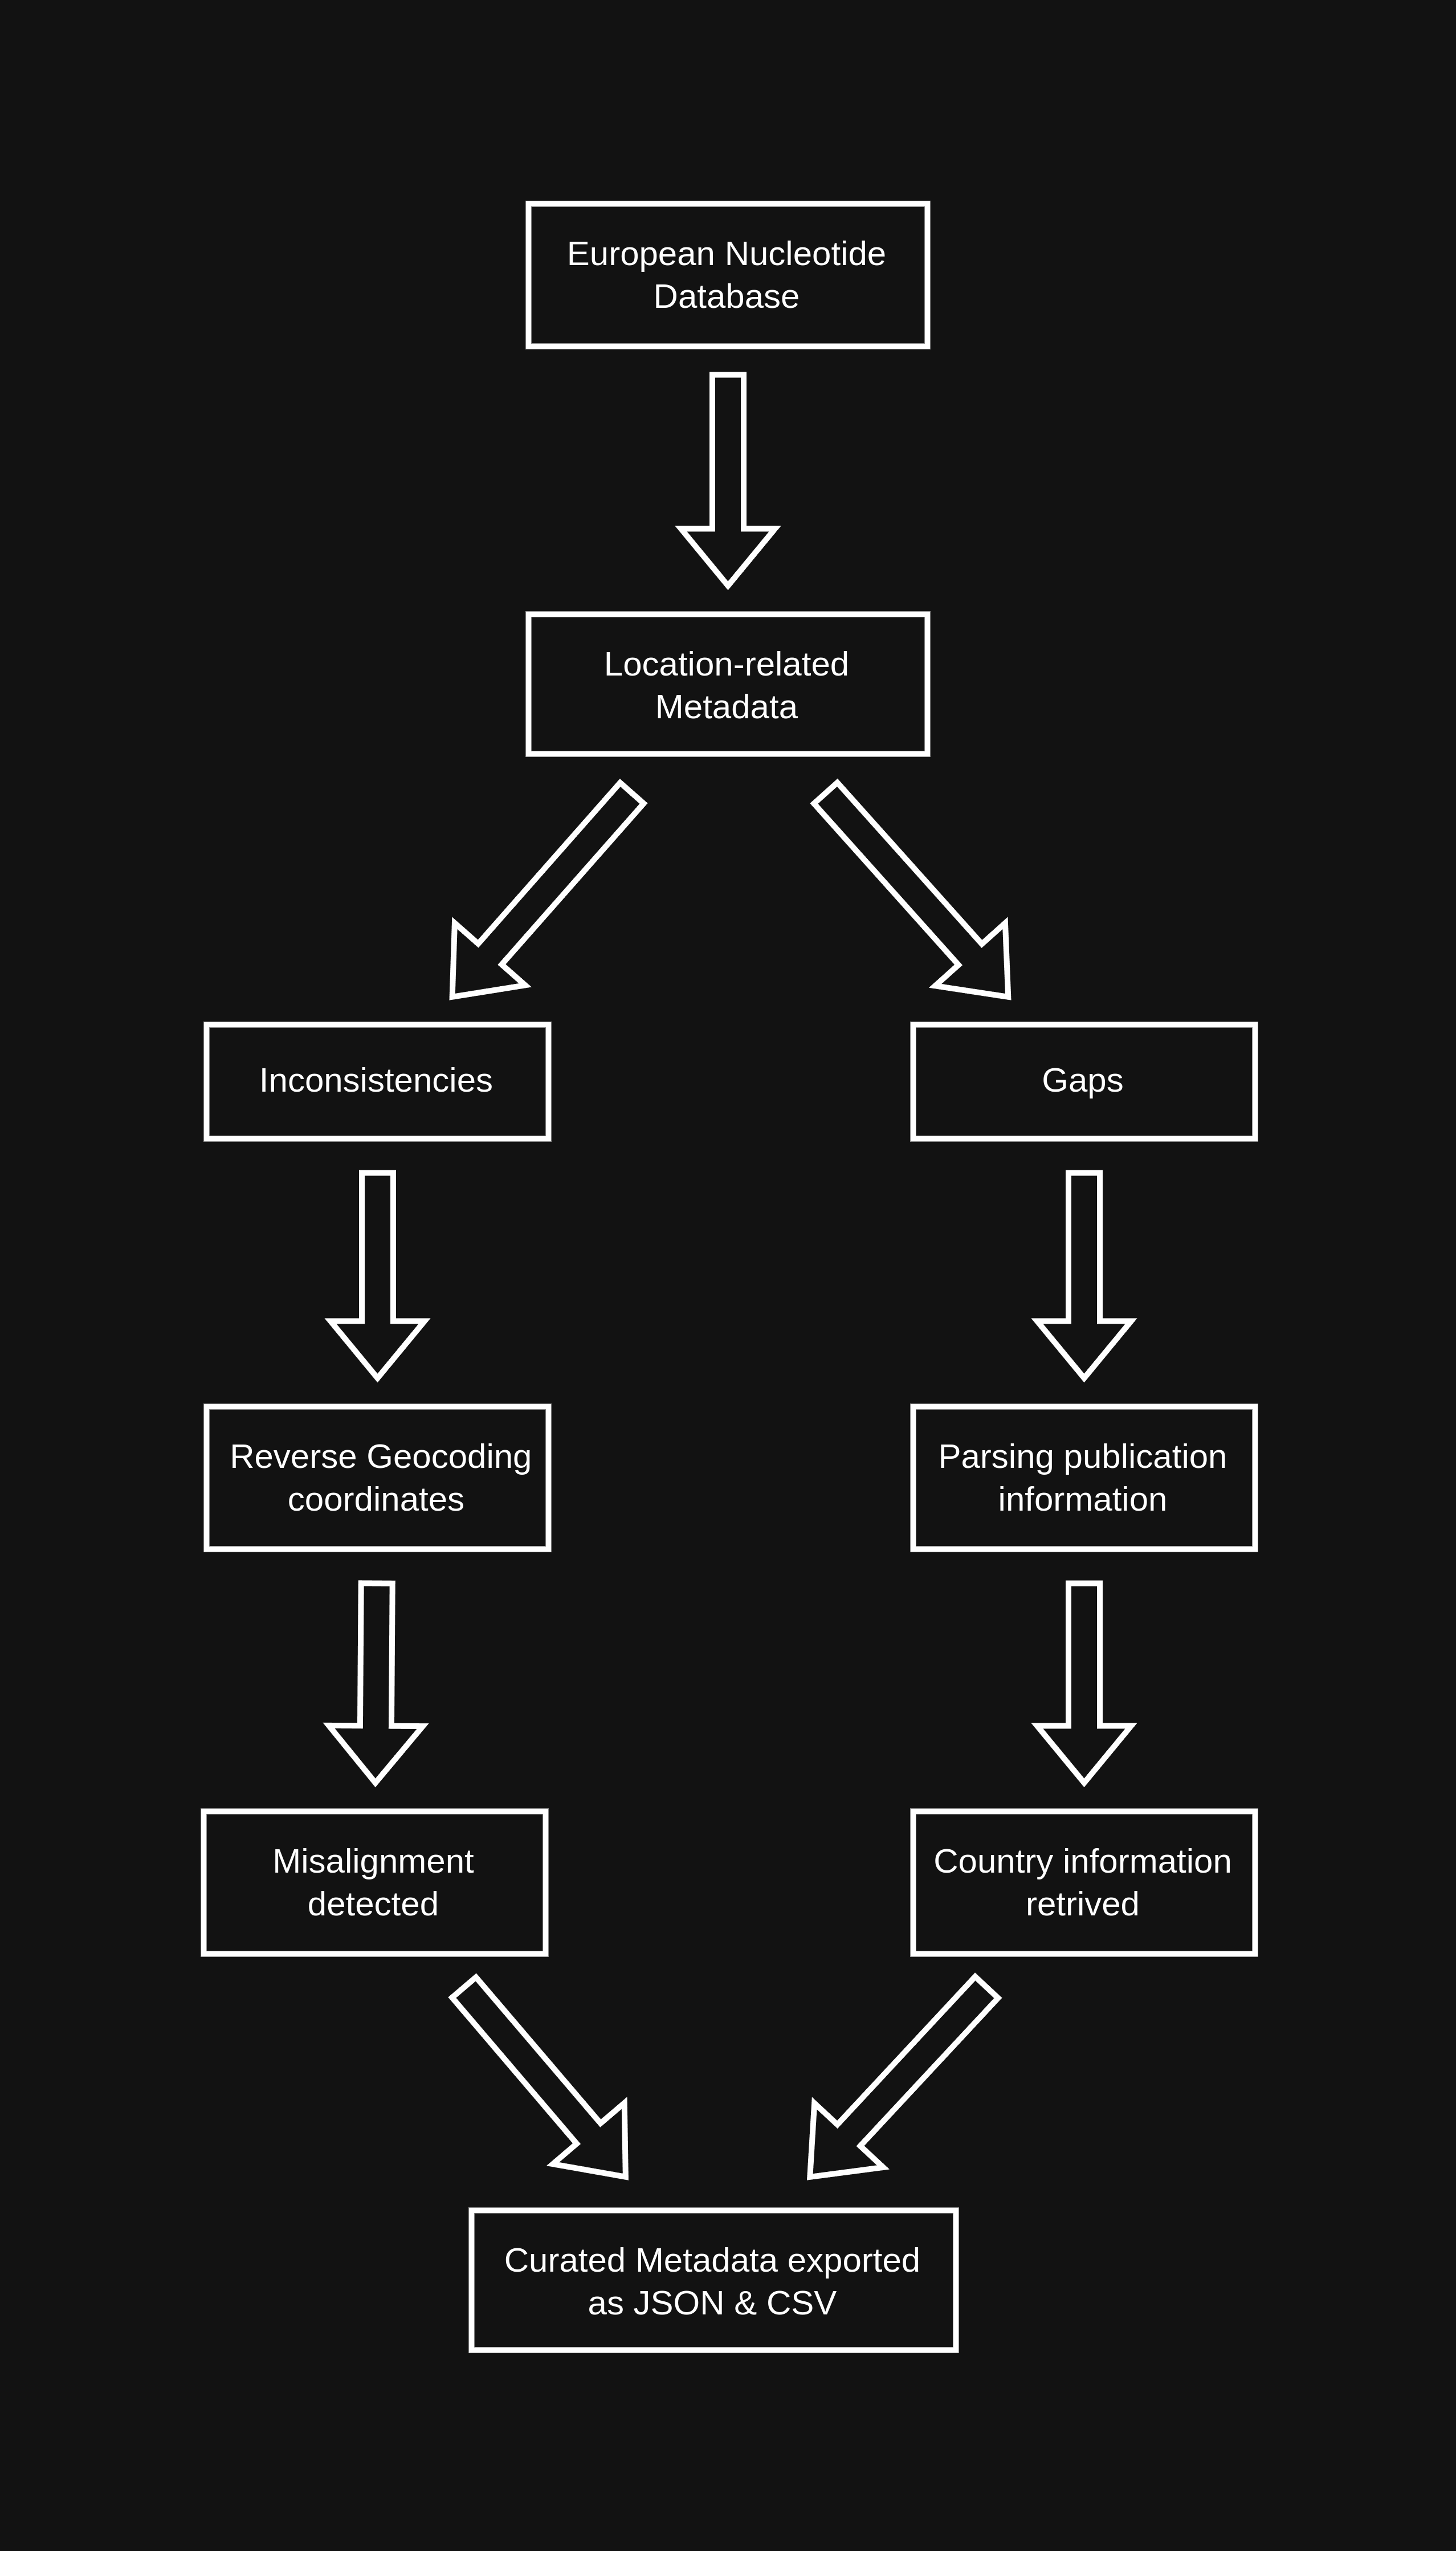 European Nucleotide
Database
Location-related
Metadata
Inconsistencies
Gaps
Reverse Geocoding
coordinates
Parsing publication
information
Misalignment
detected
Country information
retrived
Curated Metadata exported
as JSON & CSV